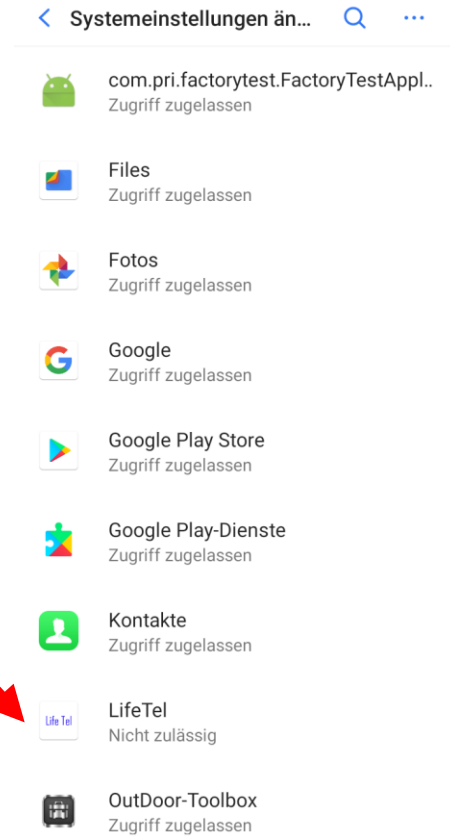 Systemeinstellungen än...
com.pri.factorytest.FactoryTestAppl..
Zugriff zugelassen
Files
Zugriff zugelassen
Fotos
Zugriff zugelassen
Google
Zugriff zugelassen
Google Play Store
Zugriff zugelassen
Google Play-Dienste
Zugriff zugelassen
Kontakte
Zugriff zugelassen
Life Tel
LifeTel
Nicht zulässig
OutDoor-Toolbox
Zugriff zugelassen